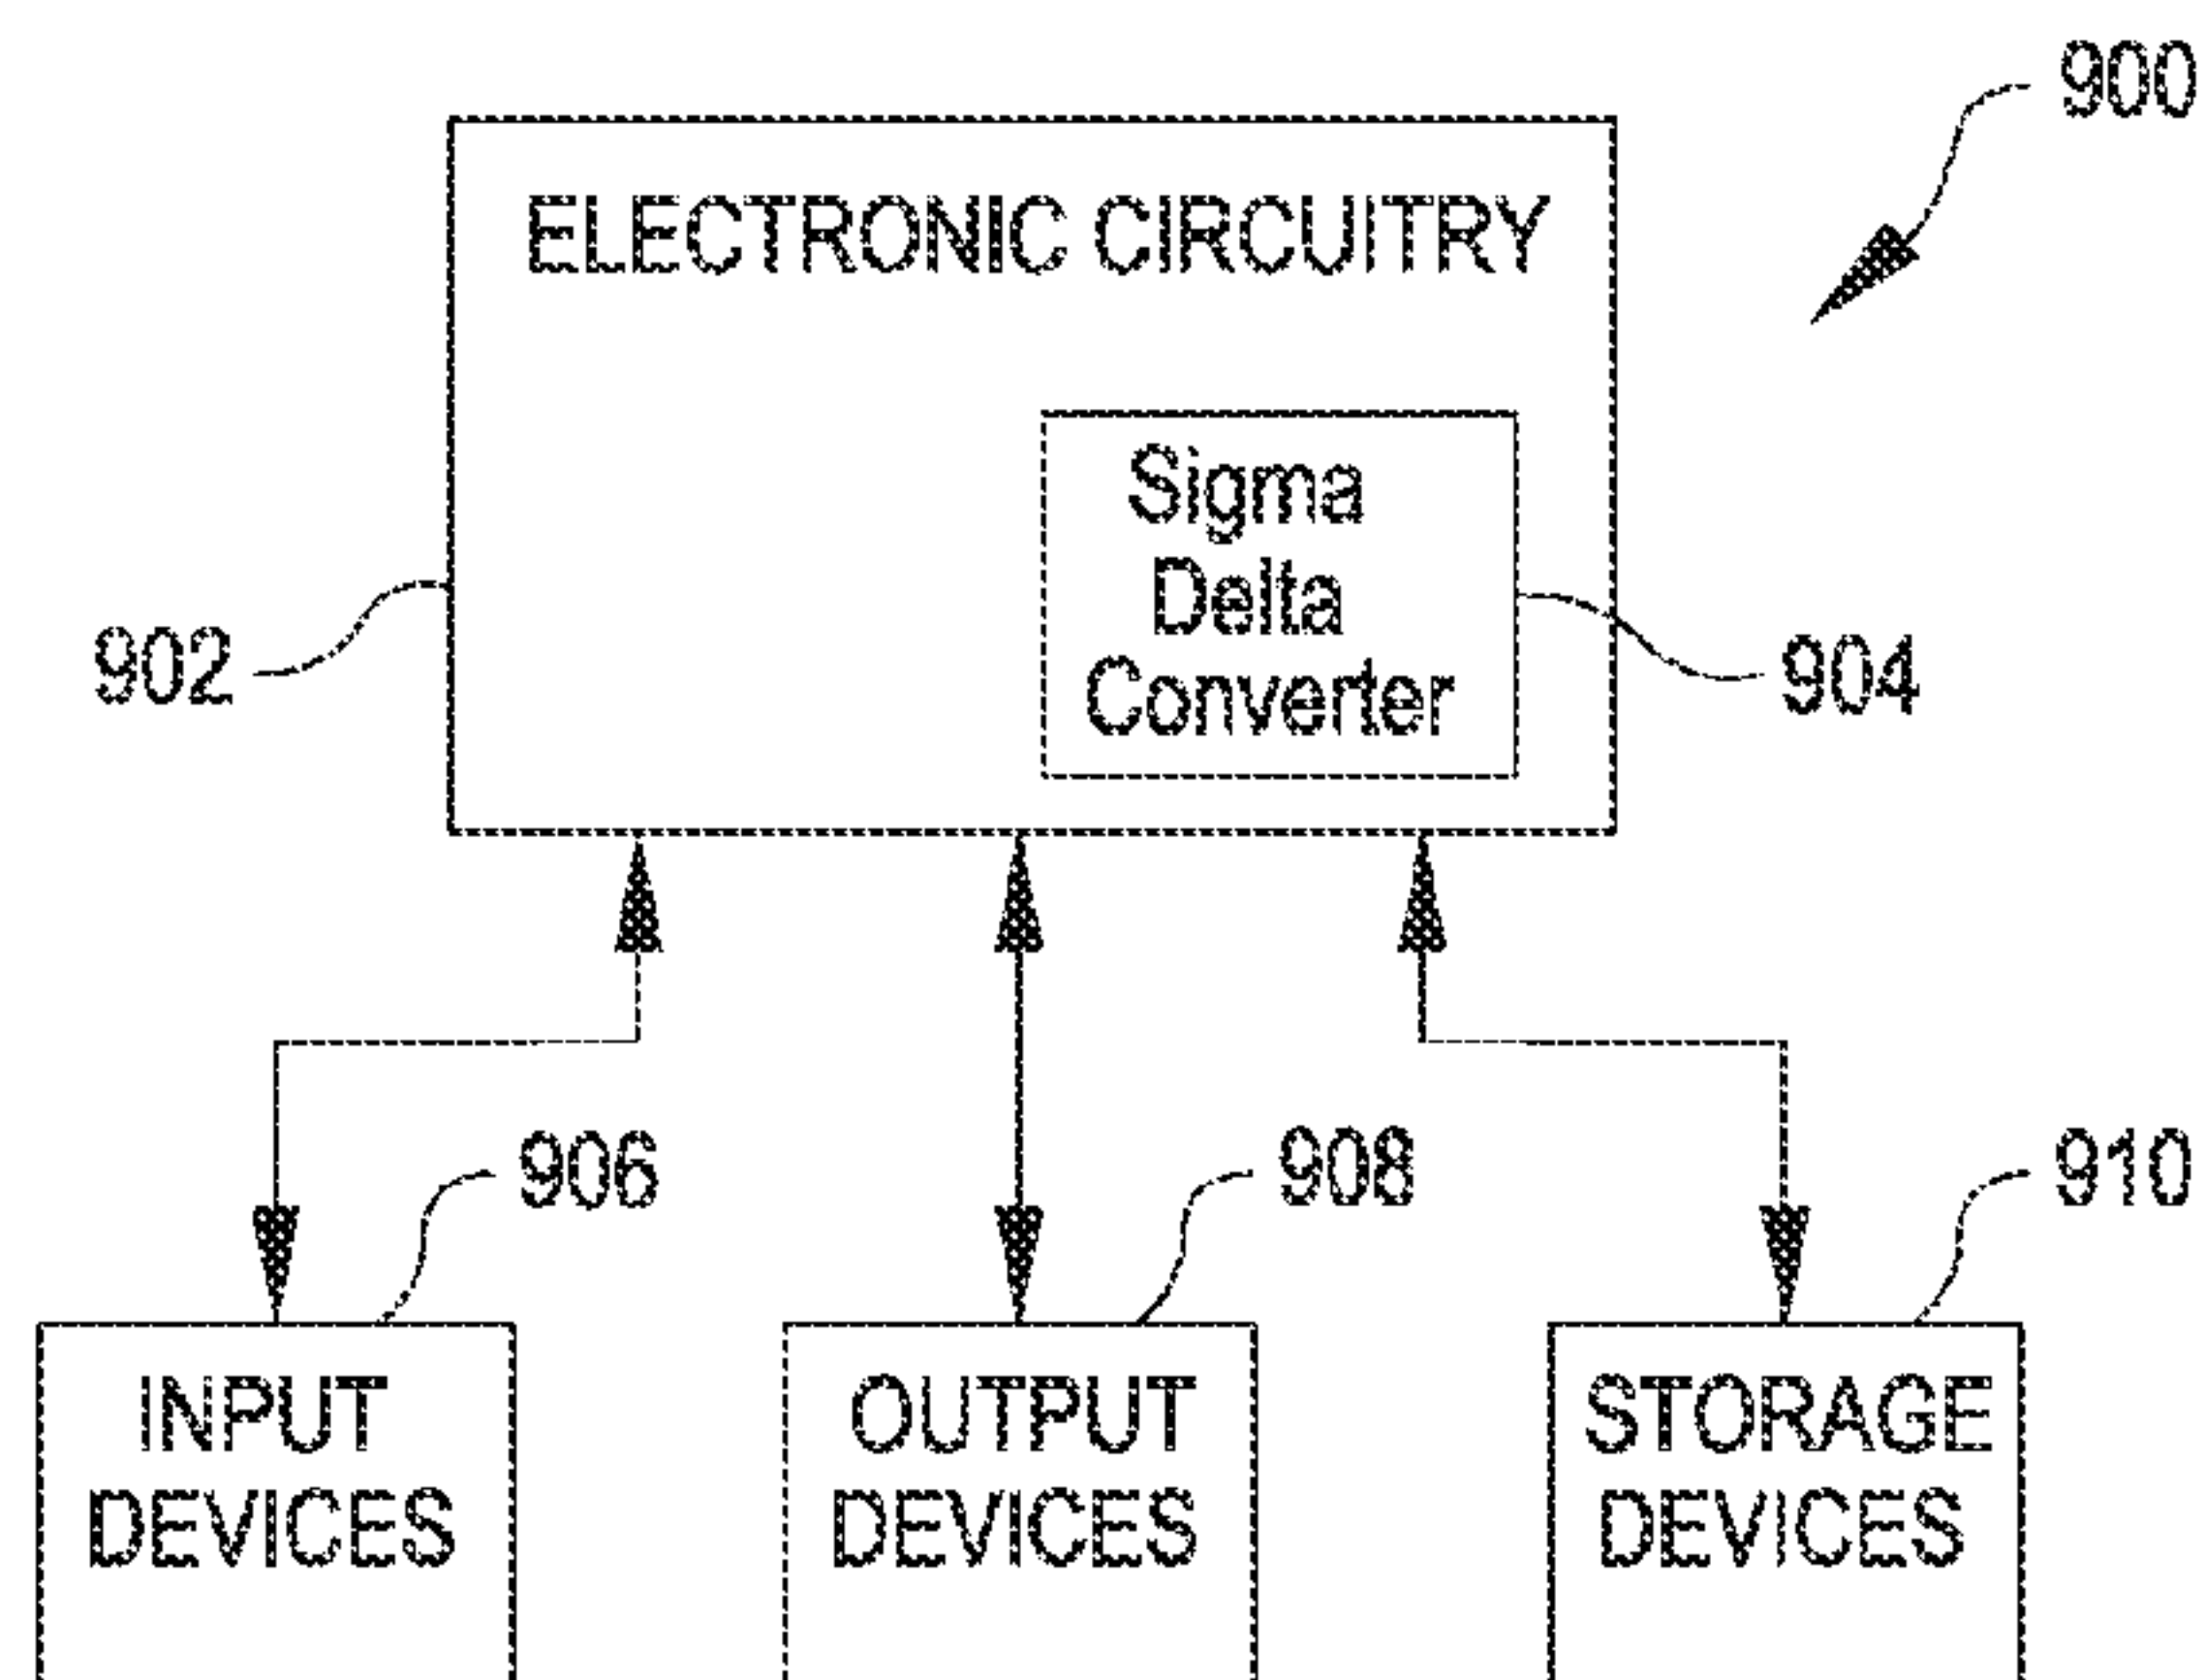 900
ELECTRONIC CIRCUITRY
Sigma
Delta
Converter
902
904
906
908
910
INPUT
DEVICES
OUTPUT
DEVICES
STORAGE
DEVICES